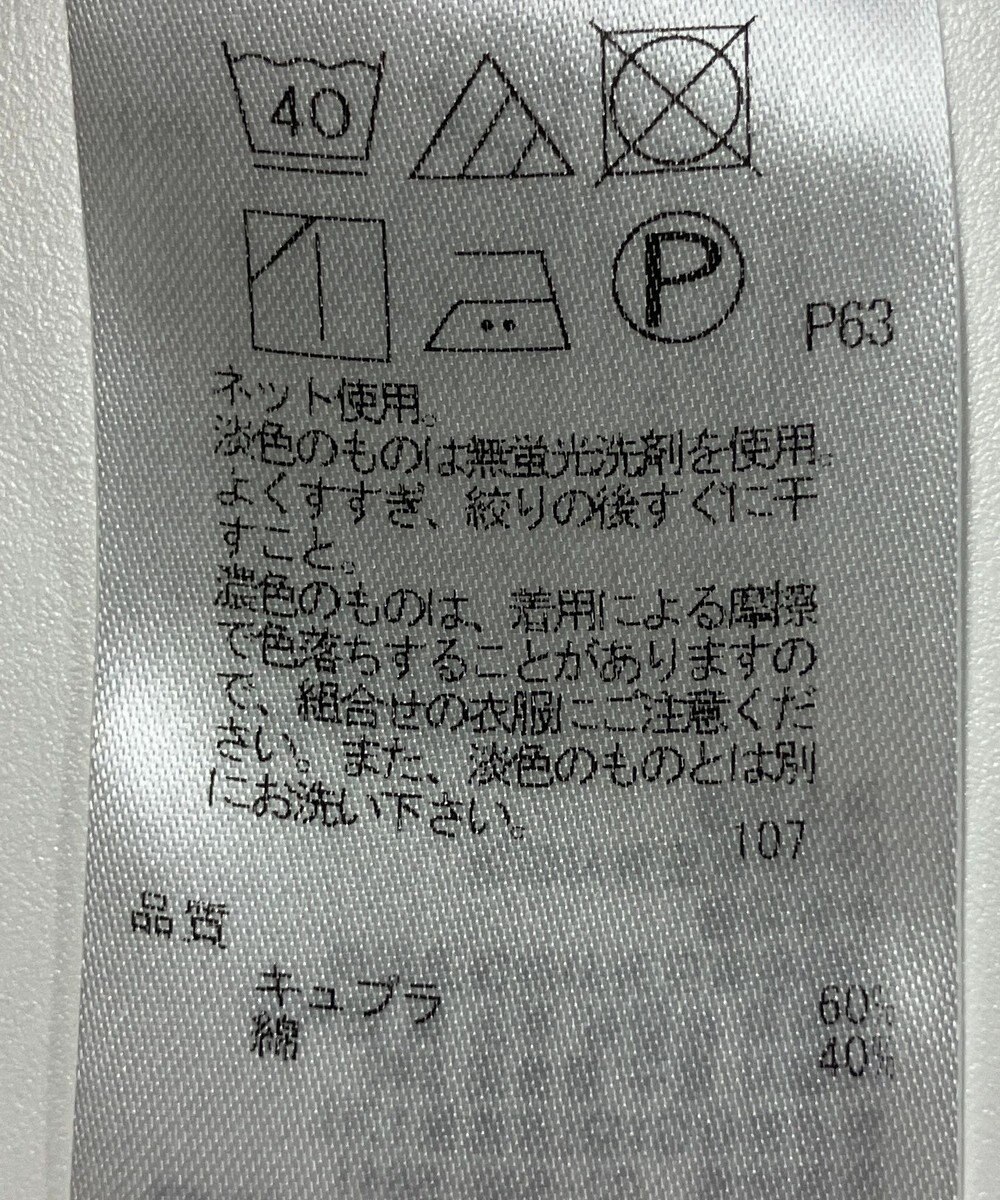 40
P
P63
ネット使用。
淡色のものは無蛍光洗剤を使用。
よくすすぎ、絞りの後すぐに干
すこと。
濃色のものは、着用による摩擦
で色落ちすることがありますの
で、組合せの衣服にご注意くだ
さい。また、淡色のものとは別
にお洗い下さい。
107
品質
キュプラ 60%
綿 40%